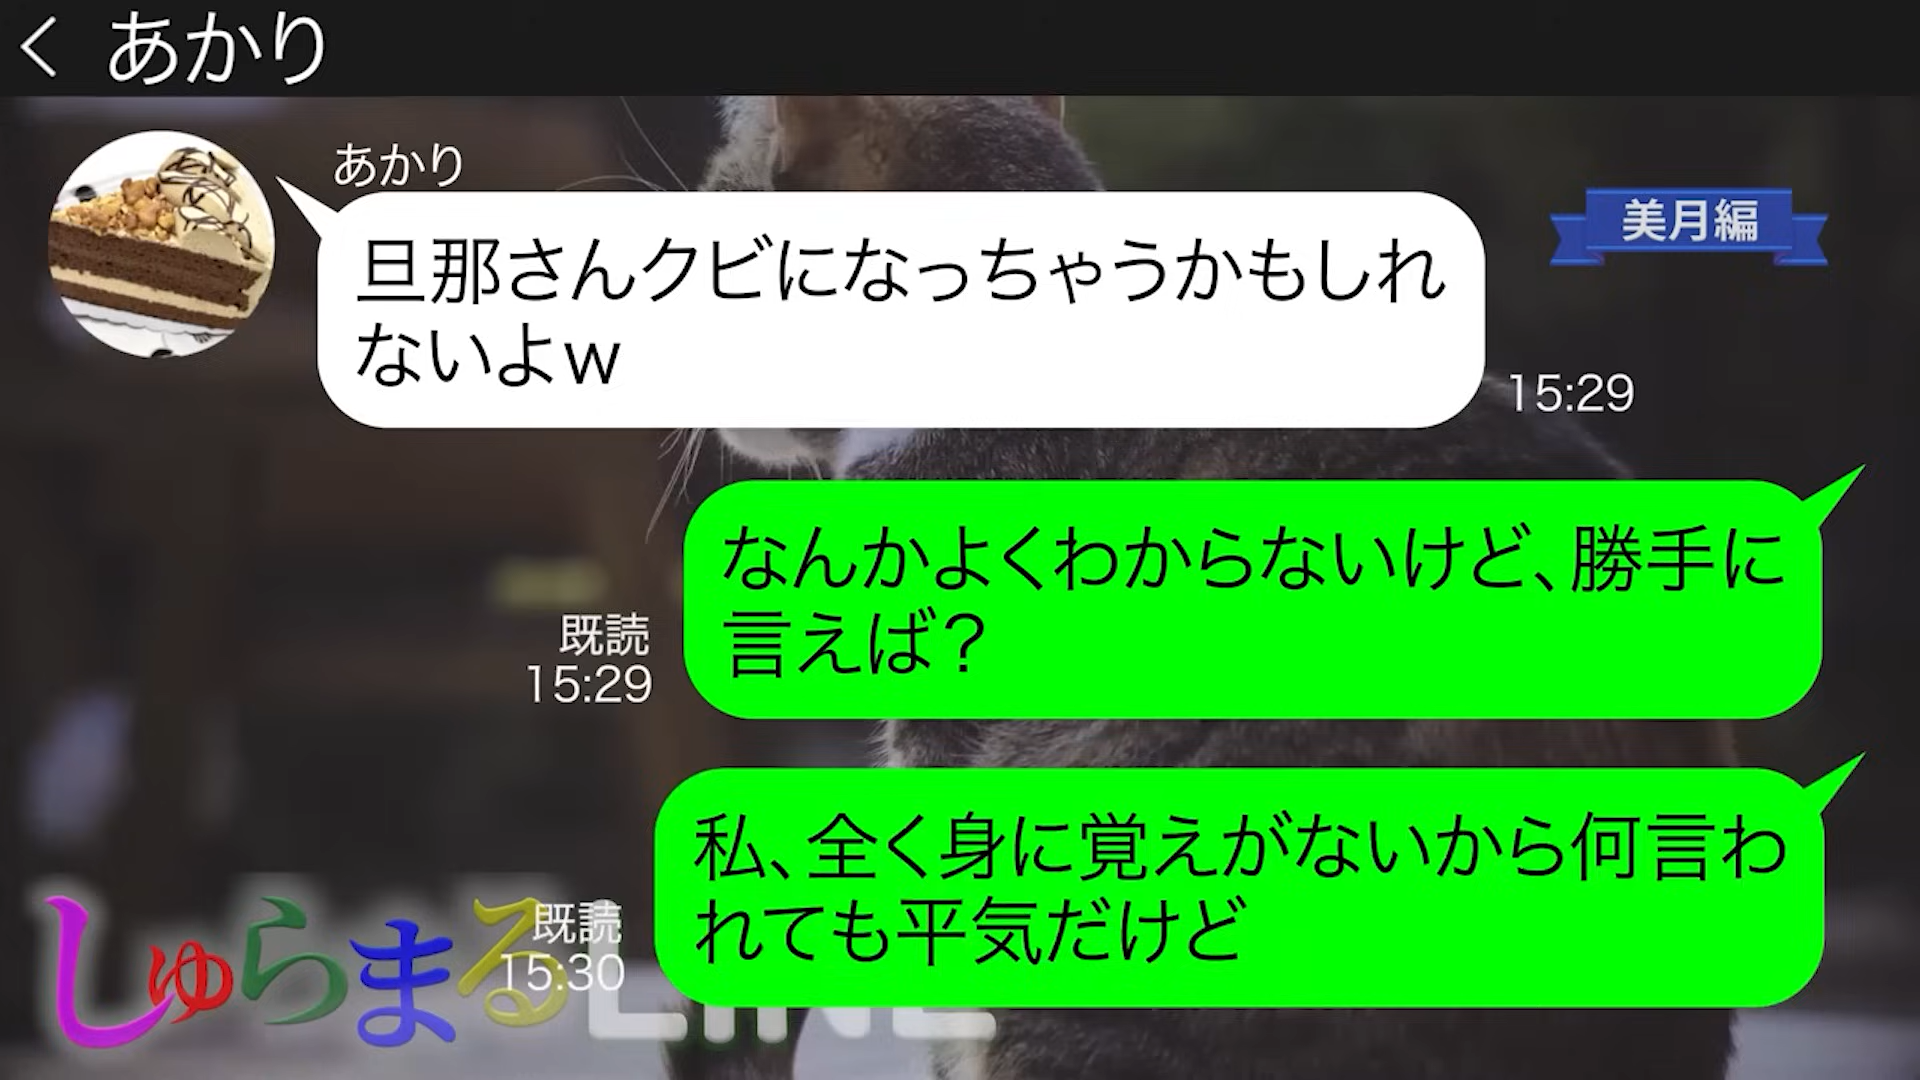 あかり
あかり
美月編
旦那さんクビになっちゃうかもしれ
ないよw
15:29
なんかよくわからないけど、勝手に
言えば？
既読
15:29
私、全く身に覚えがないから何言わ
れても平気だけど
既読
15:30
しゅらまるLINE